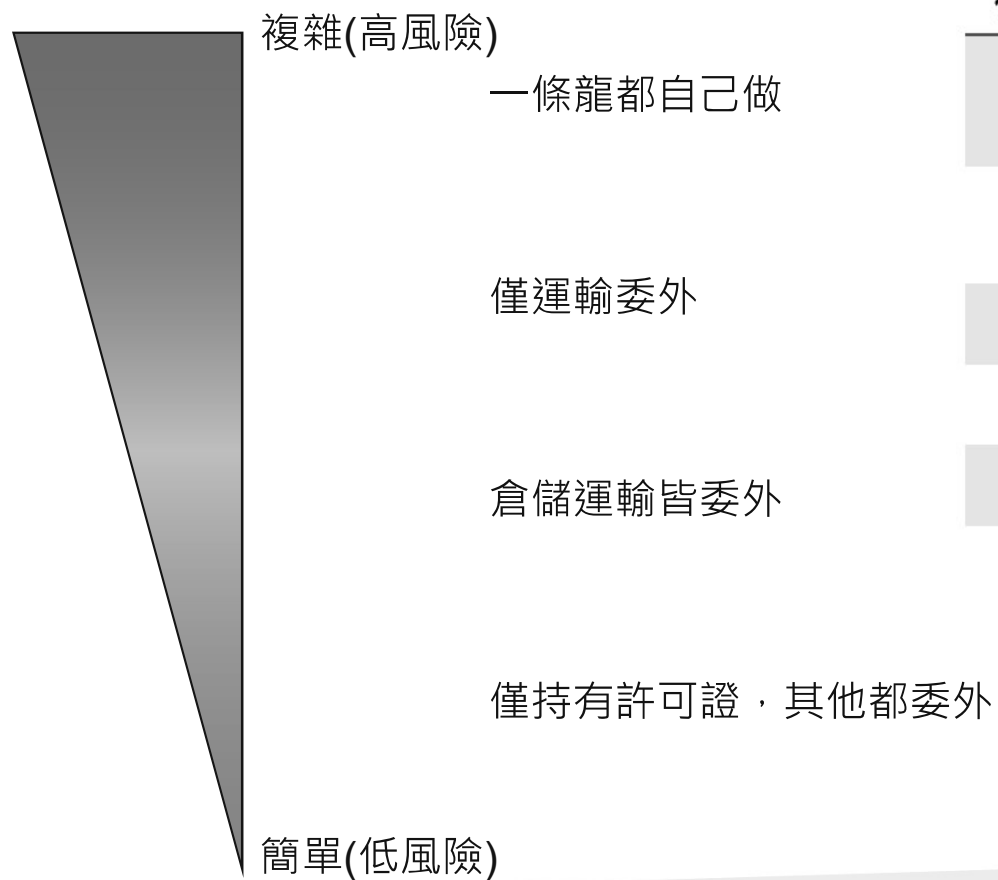 複雜(高風險)
一條龍都自己做
僅運輸委外
倉儲運輸皆委外
僅持有許可證，其他都委外
簡單(低風險)